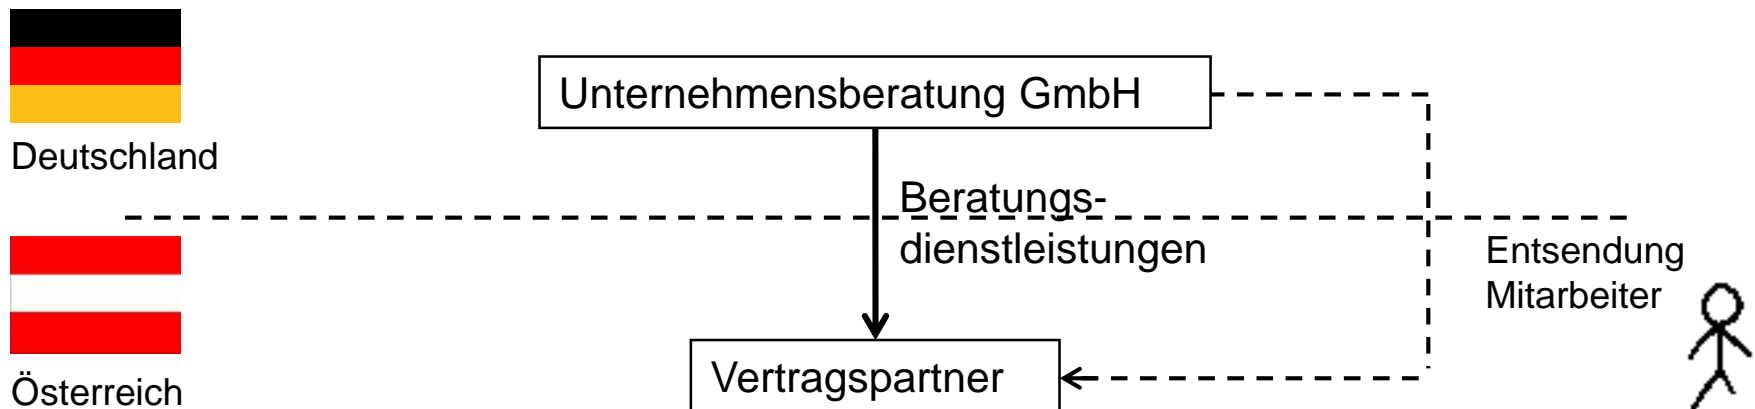 Unternehmensberatung GmbH
Deutschland
Beratungs-
dienstleistungen
Entsendung
Mitarbeiter
Vertragspartner
Österreich